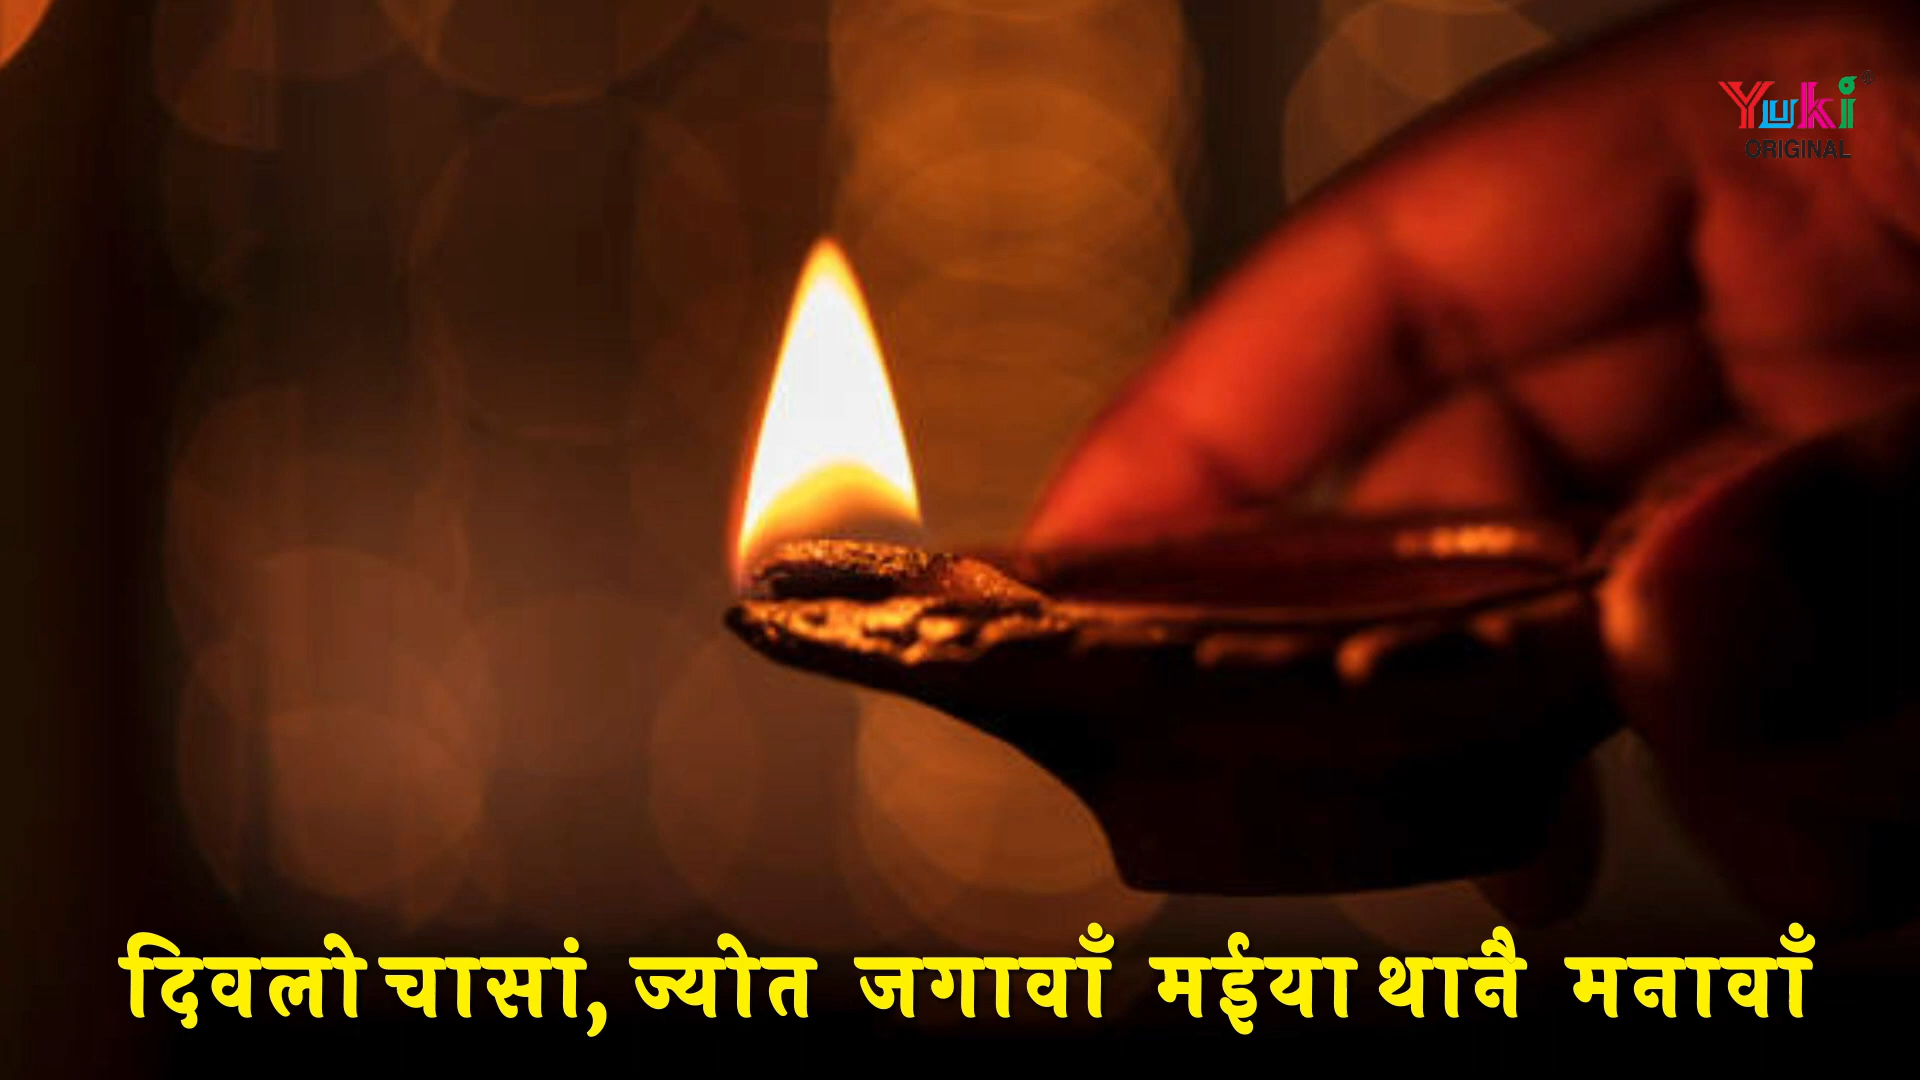 Yuki
ORIGINAL
दिवलो चासां, ज्योत जगावाँ मईया थानै मनावाँ